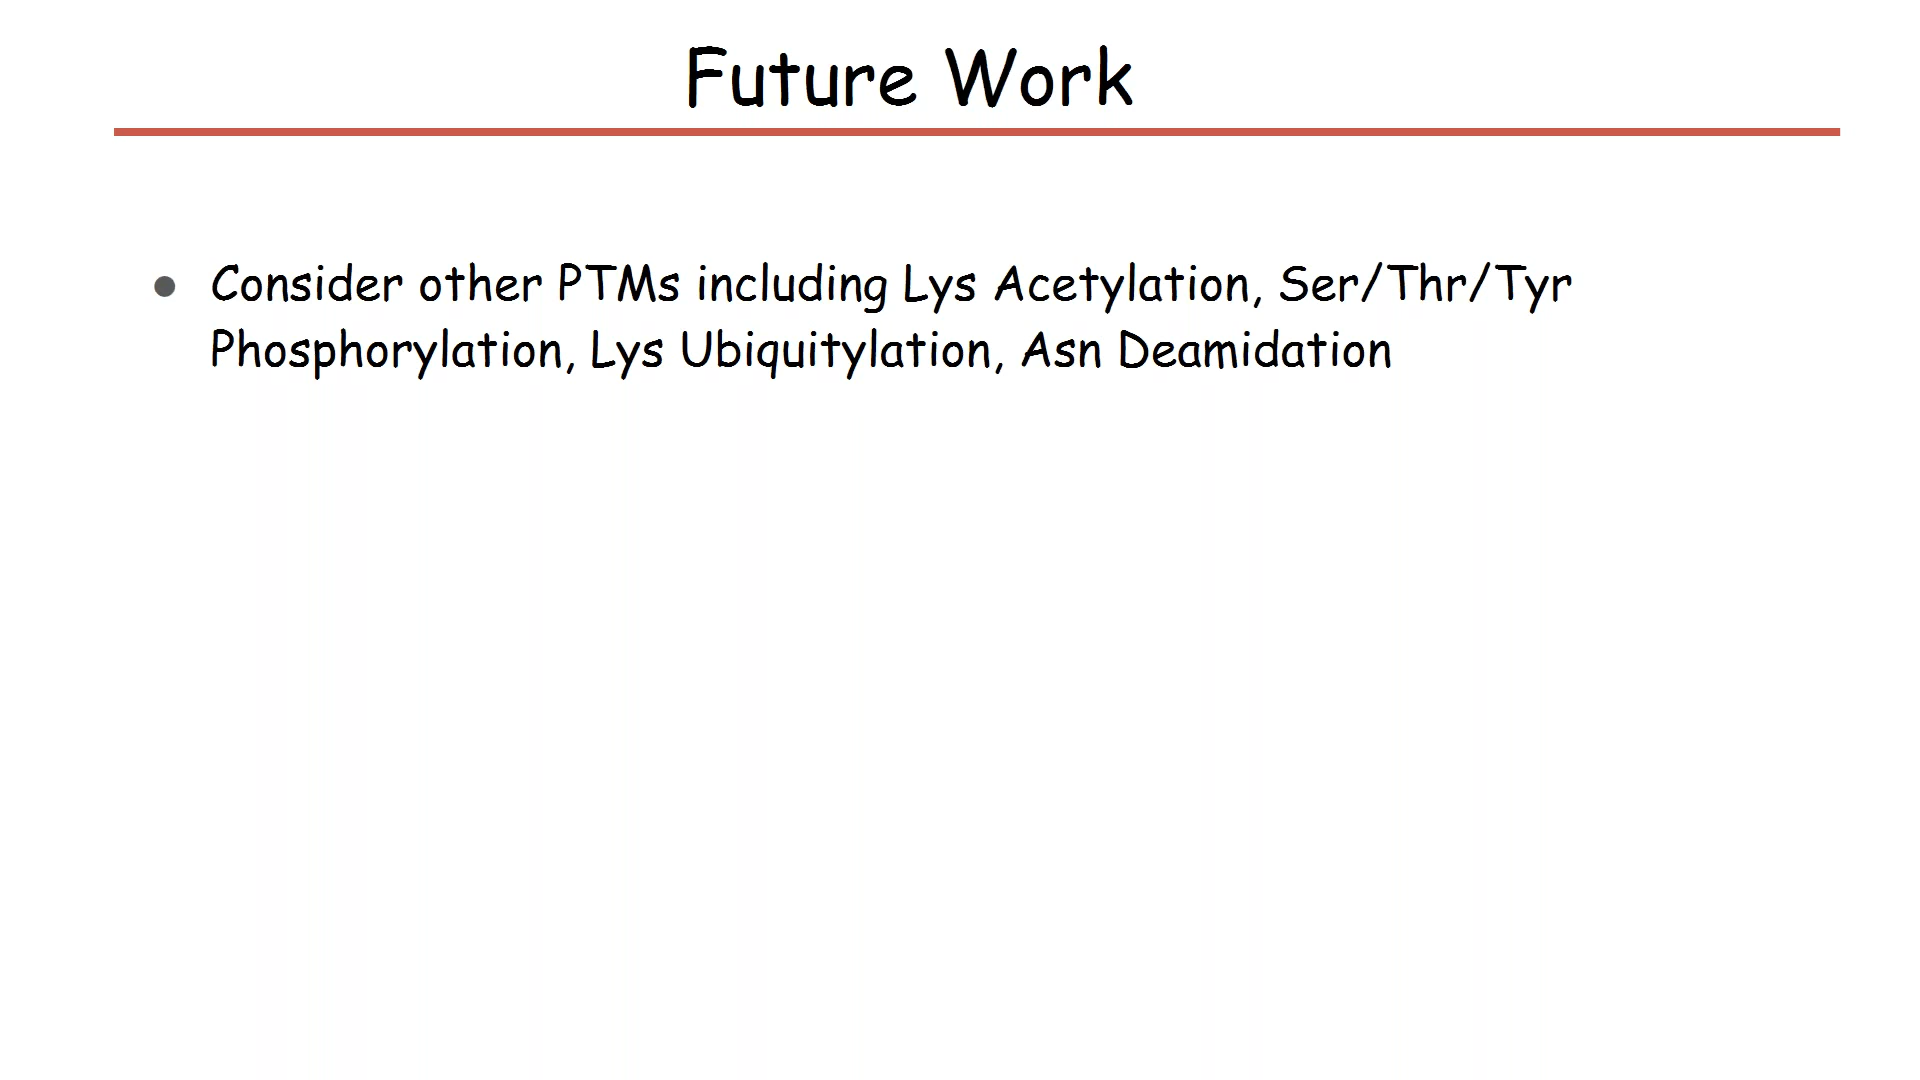 Future Work
● Consider other PTMs including Lys Acetylation, Ser/Thr/Tyr
Phosphorylation, Lys Ubiquitylation, Asn Deamidation